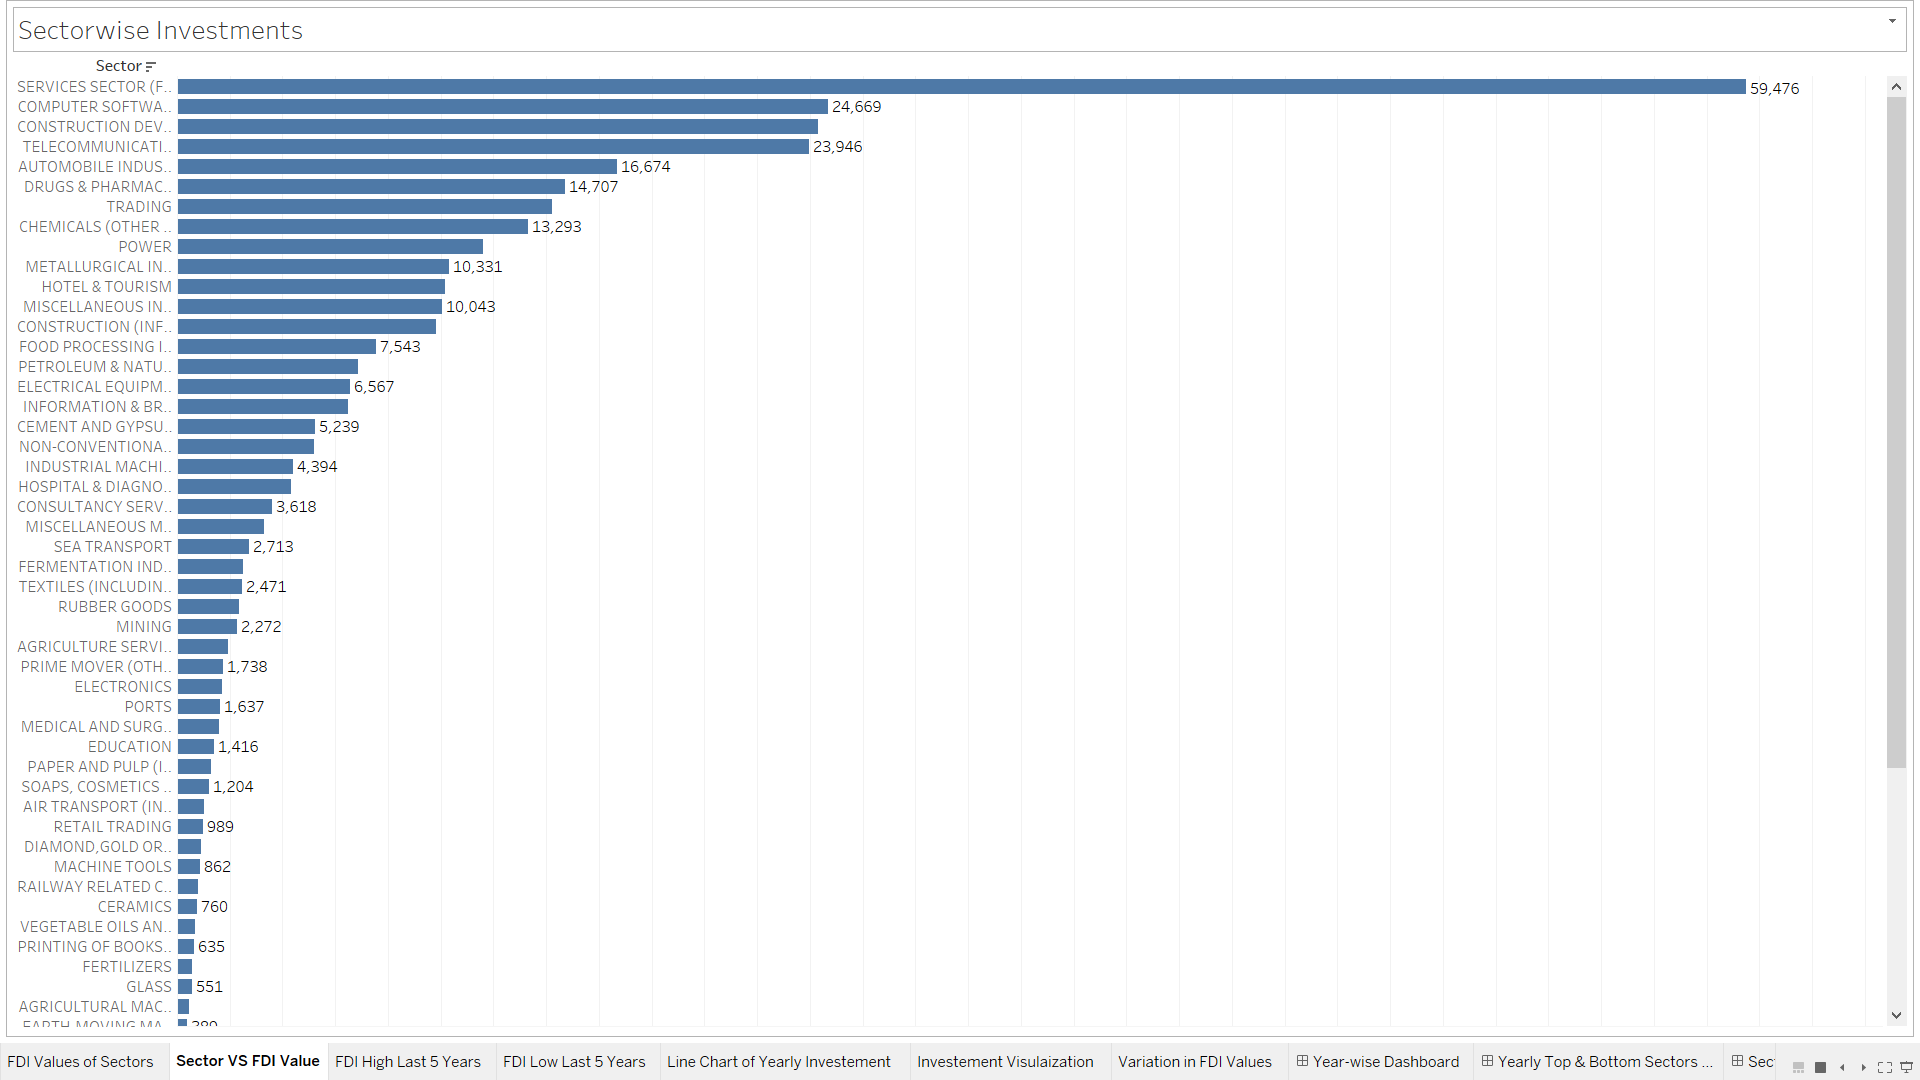 Sectorwise Investments
Sector
SERVICES SECTOR (F.. 59,476
COMPUTER SOFTWA.. 24,669
CONSTRUCTION DEV..
TELECOMMUNICATI.. 23,946
AUTOMOBILE INDUS.. 16,674
DRUGS & PHARMAC.. 14,707
TRADING
CHEMICALS (OTHER .. 13,293
POWER
METALLURGICAL IN.. 10,331
HOTEL & TOURISM
MISCELLANEOUS IN.. 10,043
CONSTRUCTION (INF..
FOOD PROCESSING I.. 7,543
PETROLEUM & NATU..
ELECTRICAL EQUIPM.. 6,567
INFORMATION & BR..
CEMENT AND GYPSU.. 5,239
NON-CONVENTIONA..
INDUSTRIAL MACHI.. 4,394
HOSPITAL & DIAGNO..
CONSULTANCY SERV.. 3,618
MISCELLANEOUS M..
SEA TRANSPORT 2,713
FERMENTATION IND..
TEXTILES (INCLUDIN.. 2,471
RUBBER GOODS
MINING 2,272
AGRICULTURE SERVI..
PRIME MOVER (OTH.. 1,738
ELECTRONICS
PORTS 1,637
MEDICAL AND SURG..
EDUCATION 1,416
PAPER AND PULP (I..
SOAPS, COSMETICS .. 1,204
AIR TRANSPORT (IN..
RETAIL TRADING 989
DIAMOND,GOLD OR..
MACHINE TOOLS 862
RAILWAY RELATED C..
CERAMICS 760
VEGETABLE OILS AN..
PRINTING OF BOOKS.. 635
FERTILIZERS
GLASS 551
AGRICULTURAL MAC..
EARTH-MOVING MA..
FDI Values of Sectors Sector VS FDI Value FDI High Last 5 Years FDI Low Last 5 Years Line Chart of Yearly Investement Investement Visulaization Variation in FDI Values Year-wise Dashboard Yearly Top & Bottom Sectors ... Sec